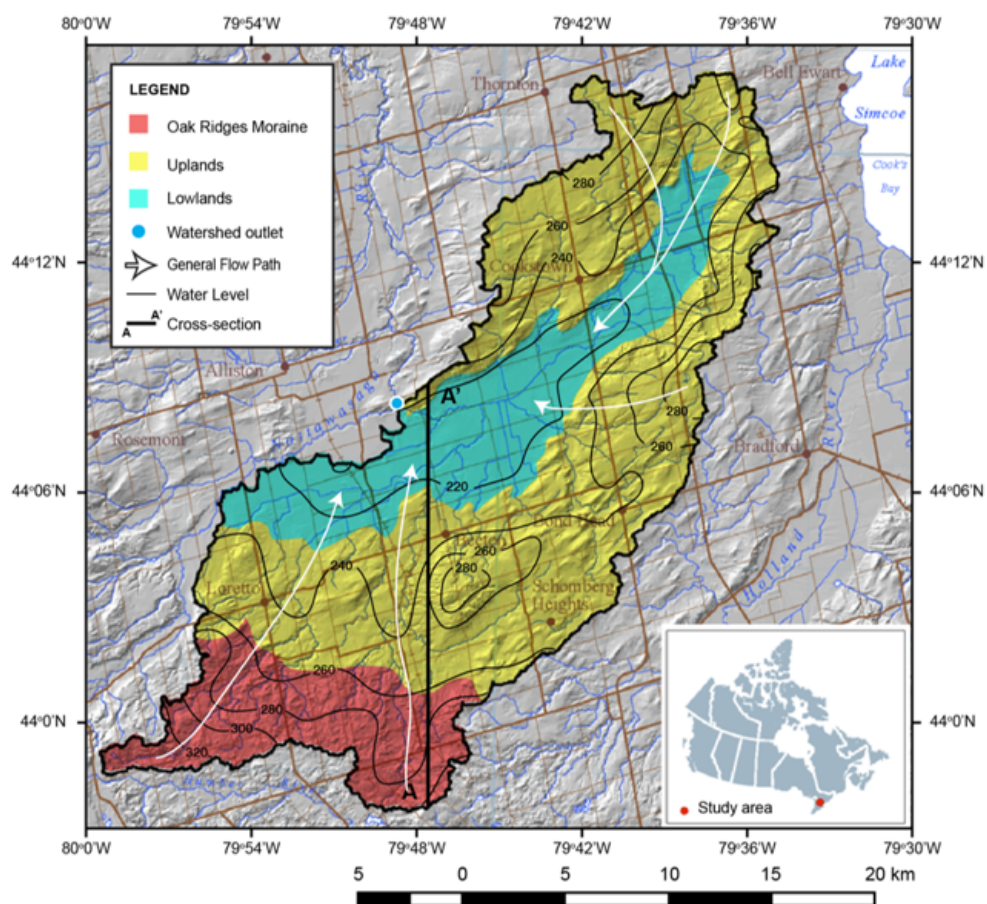 80°0'W 79°54'W 79°48'W 79°42'W 79°36'W 79°30'W
LEGEND
Oak Ridges Moraine
Uplands
Lowlands
Watershed outlet
General Flow Path
Water Level
A A' Cross-section
Thornton
Bell Ewart
Lake
Simcoe
Cook's
Bay
280
260
240
44°12'N
44°12'N
Cookstown
Alliston
A'
280
Rosemont
260
Bradford
River
44°06'N
220
44°06'N
Bond Head
Beeton
260
240
280
Holland
Loretto
Schomberg
Heights
260
280
44°0'N
300
44°0'N
320
A
Study area
80°0'W 79°54'W 79°48'W 79°42'W 79°36'W 79°30'W
5 0 5 10 15 20 km